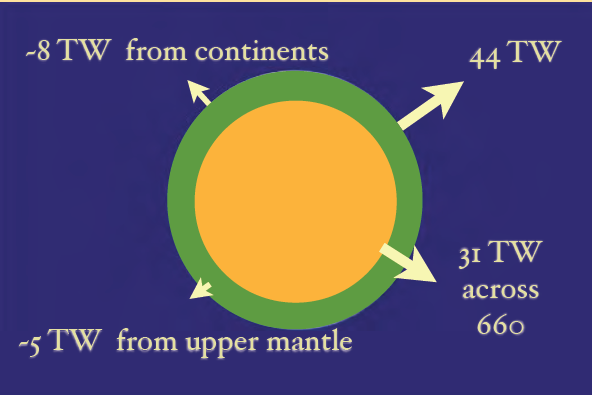 ~8 TW from continents
44 TW
31 TW
across
660
~5 TW from upper mantle